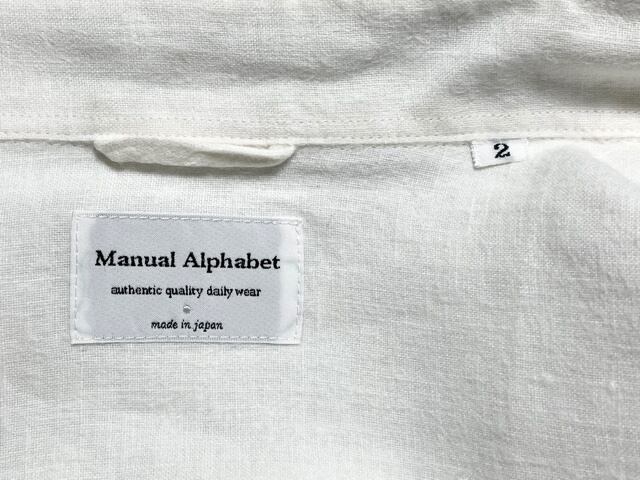 2
Manual Alphabet
authentic quality daily wear
made in japan